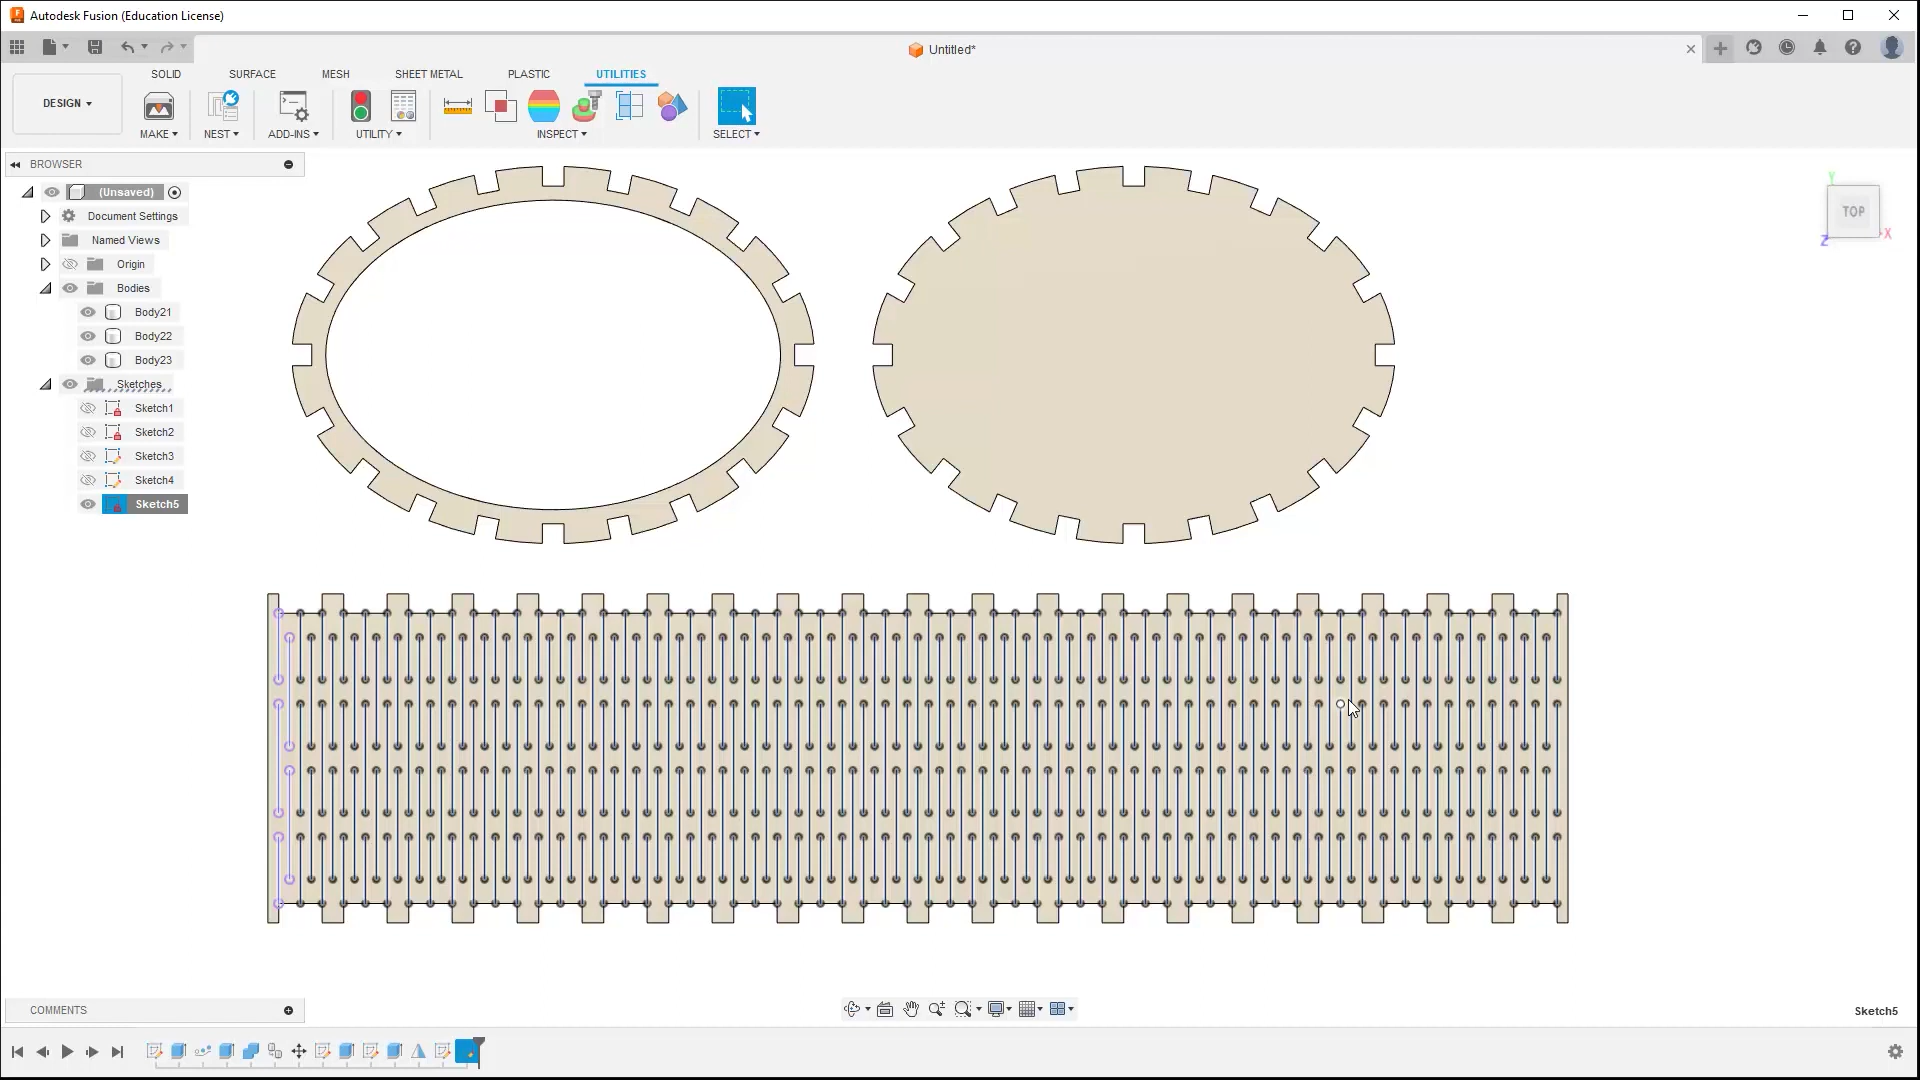 Autodesk Fusion (Education License)
Untitled*
SOLID SURFACE MESH SHEET METAL PLASTIC UTILITIES
DESIGN
MAKE NEST ADD-INS UTILITY INSPECT SELECT
BROWSER
(Unsaved)
Document Settings
Named Views
Origin
Bodies
Body21
Body22
Body23
Sketches
Sketch1
Sketch2
Sketch3
Sketch4
Sketch5
Y
TOP
Z X
COMMENTS
Sketch5